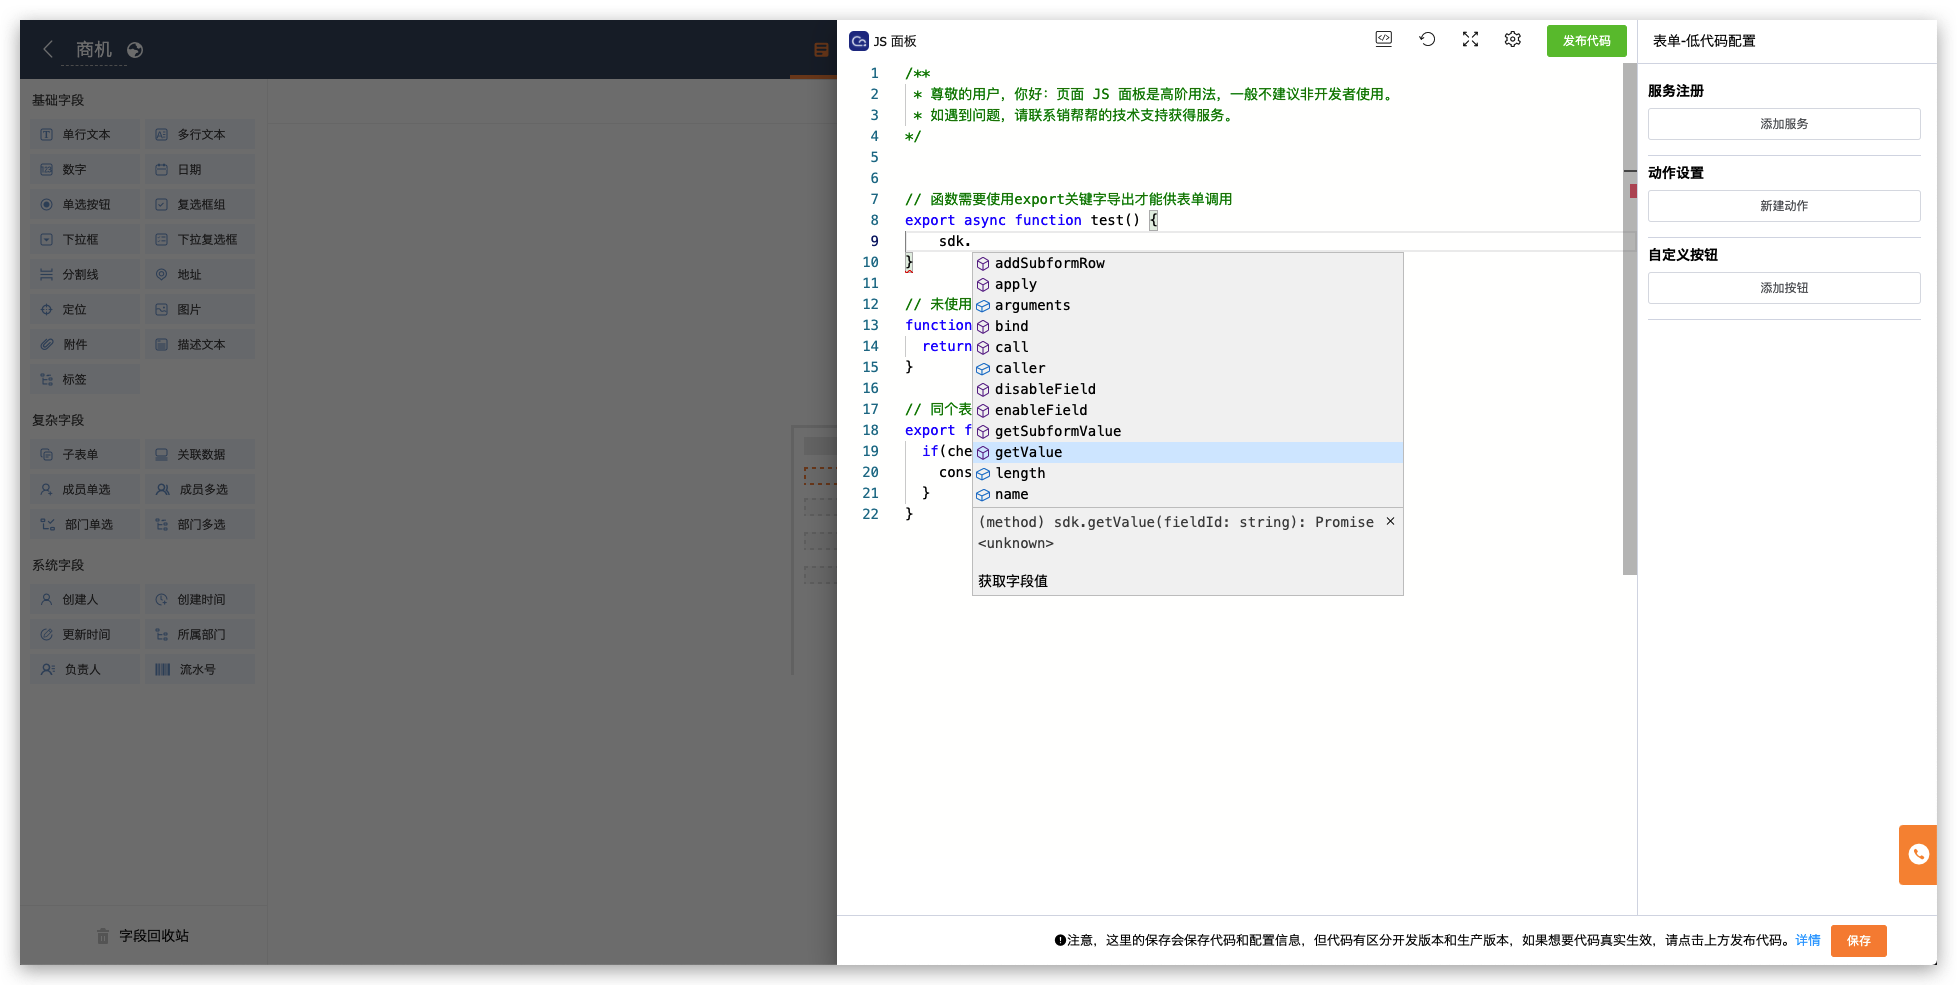 商机
基础字段
单行文本
多行文本
数字
日期
单选按钮
复选框组
下拉框
下拉复选框
分割线
地址
定位
图片
附件
描述文本
标签
复杂字段
子表单
关联数据
成员单选
成员多选
部门单选
部门多选
系统字段
创建人
创建时间
更新时间
所属部门
负责人
流水号
字段回收站
JS 面板
发布代码
1 /**
2 * 尊敬的用户，你好：页面 JS 面板是高阶用法，一般不建议非开发者使用。
3 * 如遇到问题，请联系销帮帮的技术支持获得服务。
4 */
5
6
7 // 函数需要使用export关键字导出才能供表单调用
8 export async function test() {
9 sdk.
10 }
11
12 // 未使用
13 function
14 return
15 }
16
17 // 同个表
18 export f
19 if(che
20 cons
21 }
22 }
addSubformRow
apply
arguments
bind
call
caller
disableField
enableField
getSubformValue
getValue
length
name
(method) sdk.getValue(fieldId: string): Promise
<unknown>
获取字段值
表单-低代码配置
服务注册
添加服务
动作设置
新建动作
自定义按钮
添加按钮
注意，这里的保存会保存代码和配置信息，但代码有区分开发版本和生产版本，如果想要代码真实生效，请点击上方发布代码。详情
保存